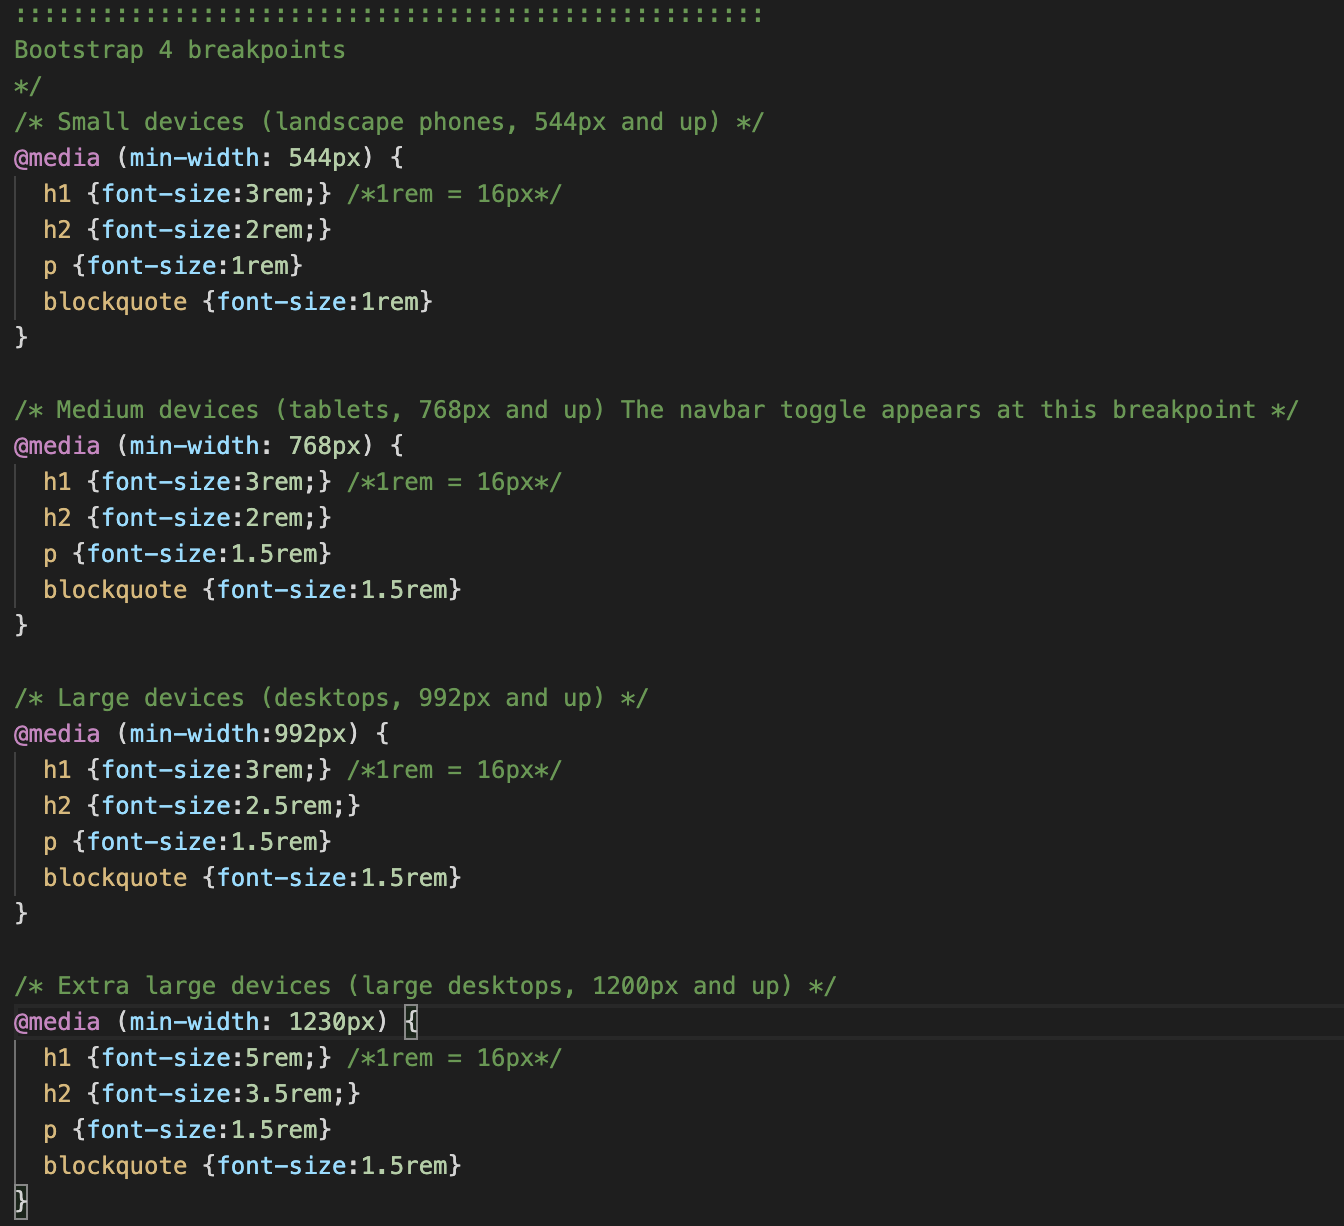 ::::::::::::::::::::::::::::::::::::::::::::::::::::
Bootstrap 4 breakpoints
*/
/* Small devices (landscape phones, 544px and up) */
@media (min-width: 544px) {
h1 {font-size:3rem;} /*1rem = 16px*/
h2 {font-size:2rem;}
p {font-size:1rem}
blockquote {font-size:1rem}
}
/* Medium devices (tablets, 768px and up) The navbar toggle appears at this breakpoint */
@media (min-width: 768px) {
h1 {font-size:3rem;} /*1rem = 16px*/
h2 {font-size:2rem;}
p {font-size:1.5rem}
blockquote {font-size:1.5rem}
}
/* Large devices (desktops, 992px and up) */
@media (min-width:992px) {
h1 {font-size:3rem;} /*1rem = 16px*/
h2 {font-size:2.5rem;}
p {font-size:1.5rem}
blockquote {font-size:1.5rem}
}
/* Extra large devices (large desktops, 1200px and up) */
@media (min-width: 1230px) {
h1 {font-size:5rem;} /*1rem = 16px*/
h2 {font-size:3.5rem;}
p {font-size:1.5rem}
blockquote {font-size:1.5rem}
}